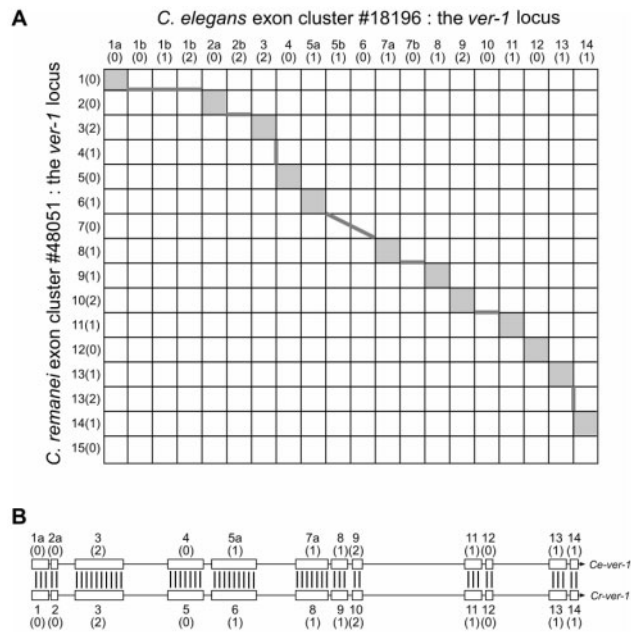 A
C. elegans exon cluster #18196 : the ver-1 locus
1a 1b 1b 1b 2a 2b 3 4 5a 5b 6 7a 7b 8 9 10 11 12 13 14
(0) (0) (1) (2) (0) (2) (2) (0) (1) (1) (0) (1) (0) (1) (2) (0) (1) (0) (1) (1)
C. remanei exon cluster #48051 : the ver-1 locus
1(0)
2(0)
3(2)
4(1)
5(0)
6(1)
7(0)
8(1)
9(1)
10(2)
11(1)
12(0)
13(1)
13(2)
14(1)
15(0)
B
1a 2a 3 4 5a 7a 8 9 11 12 13 14
(0) (0) (2) (0) (1) (1) (1) (2) (1) (0) (1) (1)
Ce-ver-1
Cr-ver-1
1 2 3 5 6 8 9 10 11 12 13 14
(0) (0) (2) (0) (1) (1) (1) (2) (1) (0) (1) (1)